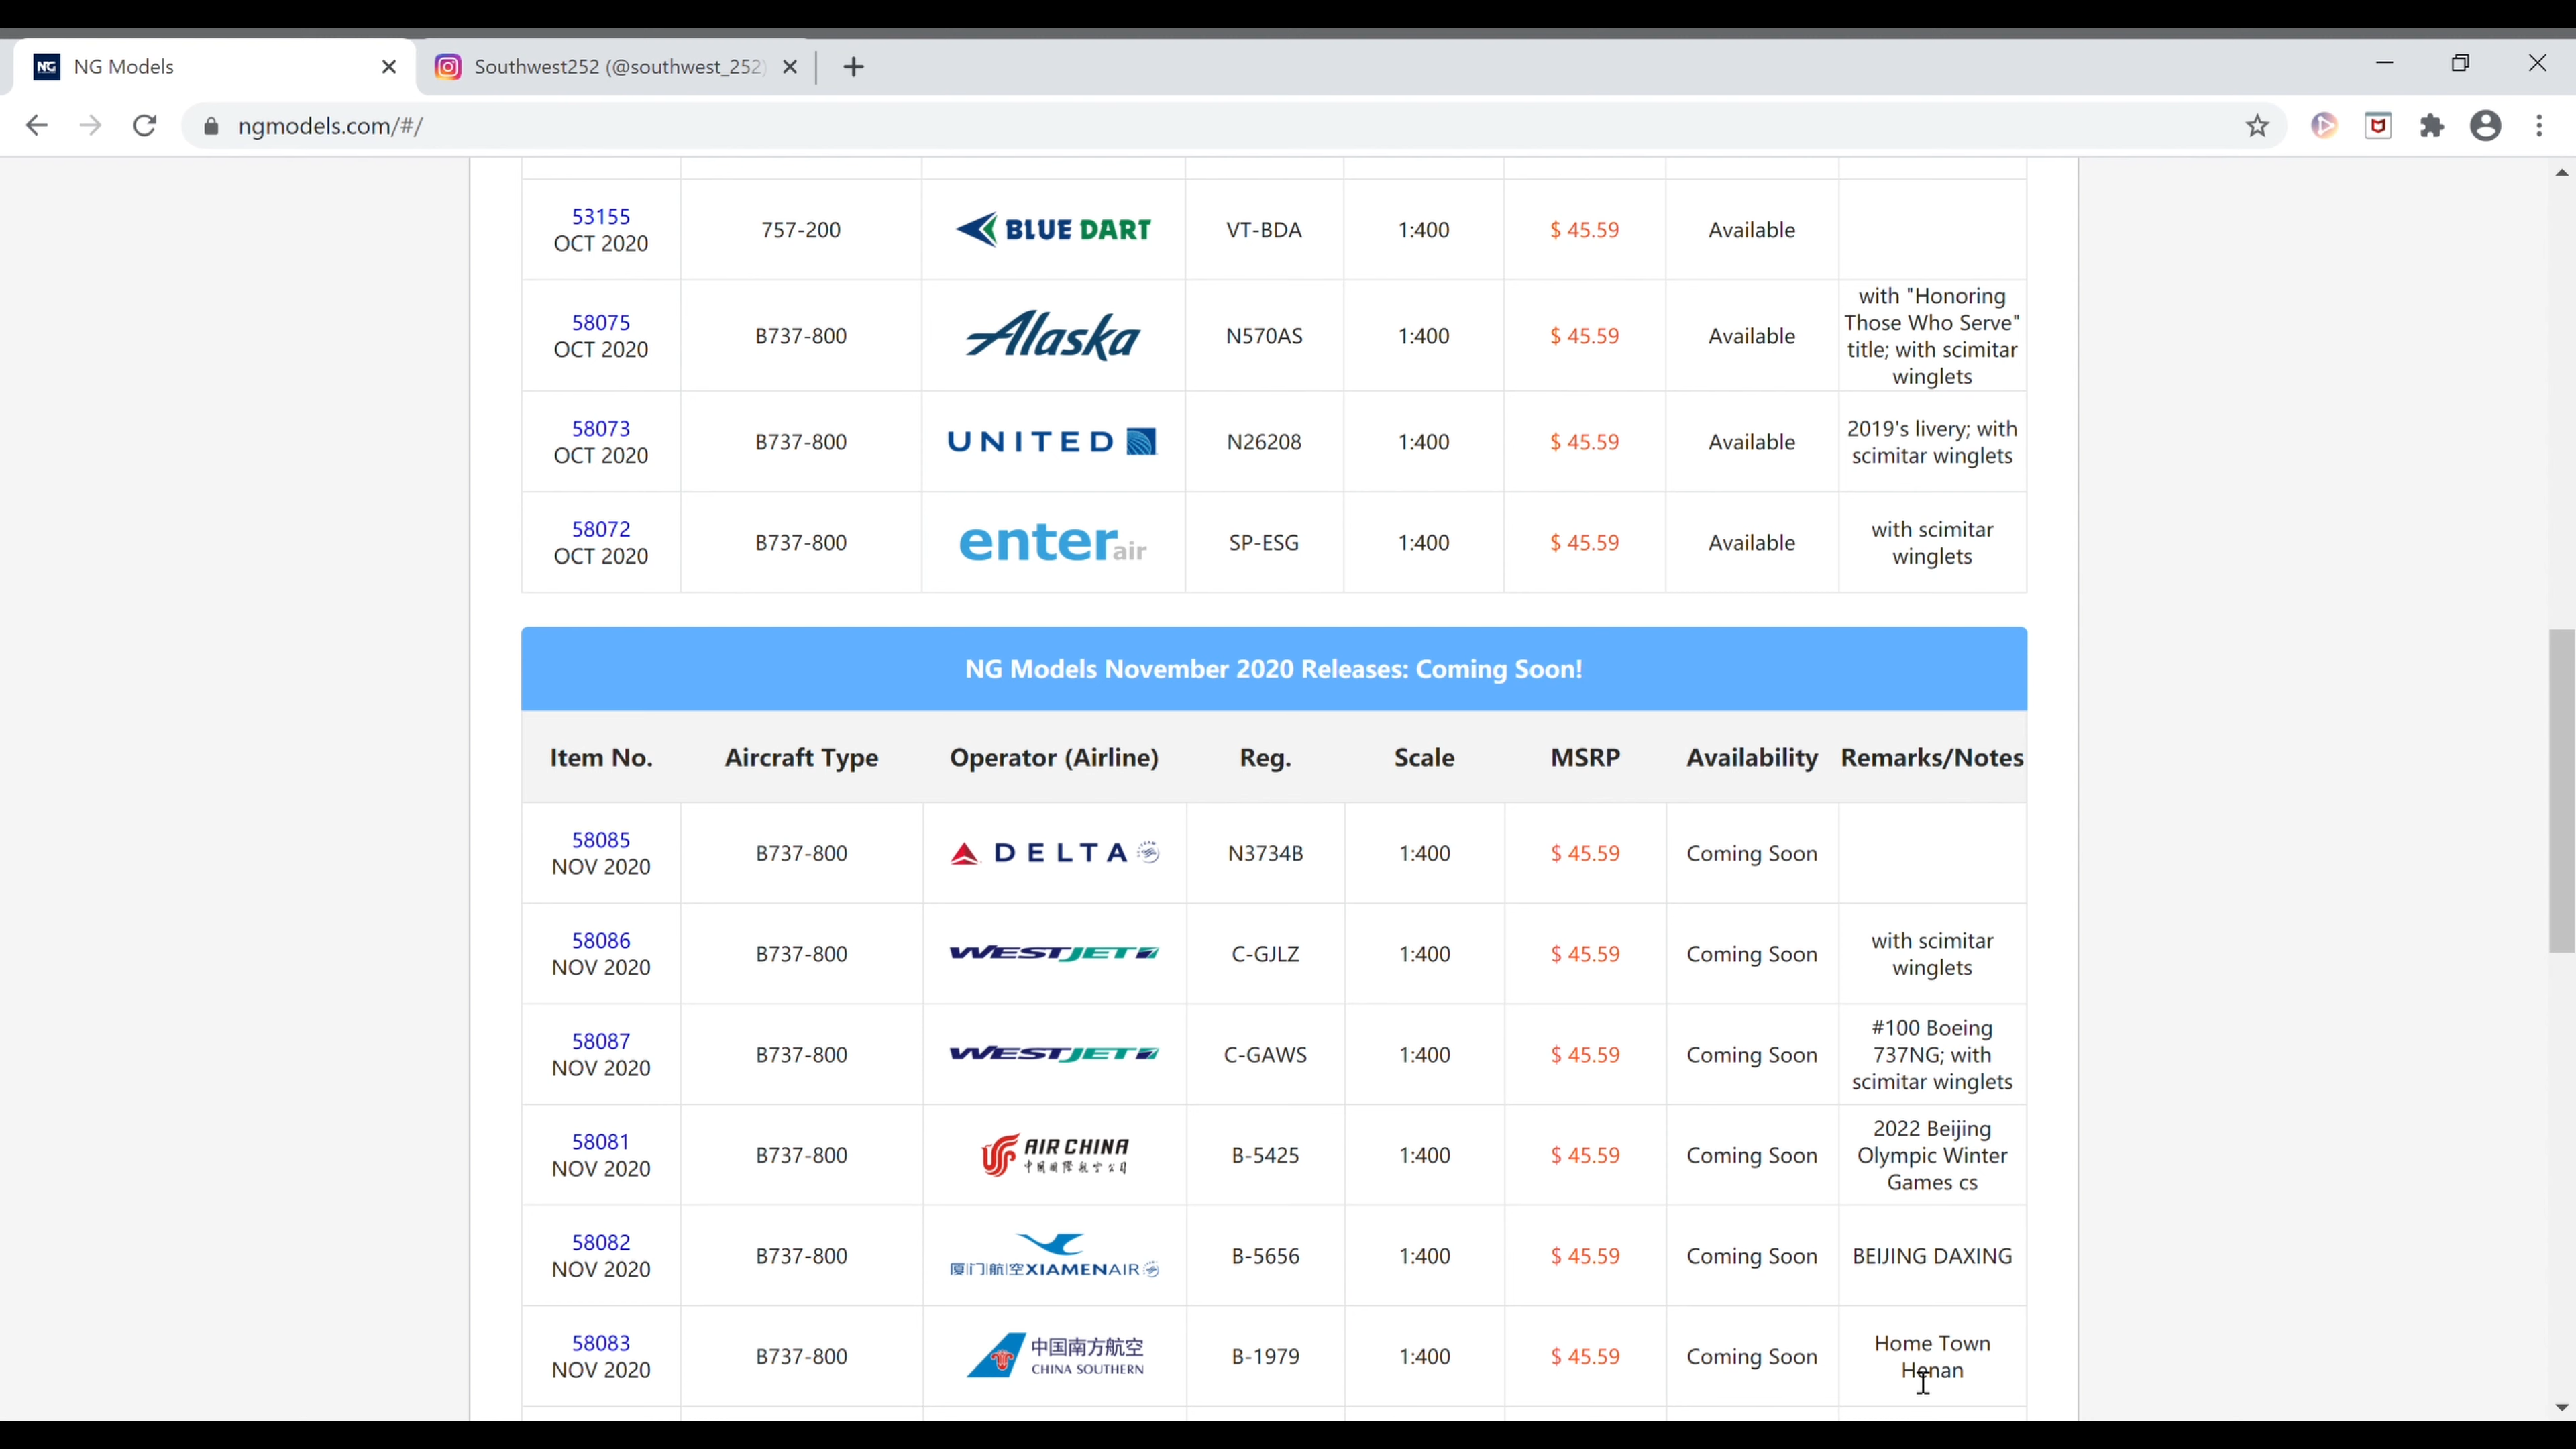 NG Models
Southwest252 (@southwest_252)
ngmodels.com/#/
53155
OCT 2020
757-200
BLUE DART
VT-BDA
1:400
$ 45.59
Available
58075
OCT 2020
B737-800
Alaska
N570AS
1:400
$ 45.59
Available
with "Honoring
Those Who Serve"
title; with scimitar
winglets
58073
OCT 2020
B737-800
UNITED
N26208
1:400
$ 45.59
Available
2019's livery; with
scimitar winglets
58072
OCT 2020
B737-800
enter air
SP-ESG
1:400
$ 45.59
Available
with scimitar
winglets
NG Models November 2020 Releases: Coming Soon!
Item No. Aircraft Type Operator (Airline) Reg. Scale MSRP Availability Remarks/Notes
58085
NOV 2020
B737-800
DELTA
N3734B
1:400
$ 45.59
Coming Soon
58086
NOV 2020
B737-800
WESTJET
C-GJLZ
1:400
$ 45.59
Coming Soon
with scimitar
winglets
58087
NOV 2020
B737-800
WESTJET
C-GAWS
1:400
$ 45.59
Coming Soon
#100 Boeing
737NG; with
scimitar winglets
58081
NOV 2020
B737-800
AIR CHINA
中国国际航空公司
B-5425
1:400
$ 45.59
Coming Soon
2022 Beijing
Olympic Winter
Games cs
58082
NOV 2020
B737-800
厦门航空XIAMENAIR
B-5656
1:400
$ 45.59
Coming Soon
BEIJING DAXING
58083
NOV 2020
B737-800
中国南方航空
CHINA SOUTHERN
B-1979
1:400
$ 45.59
Coming Soon
Home Town
Henan